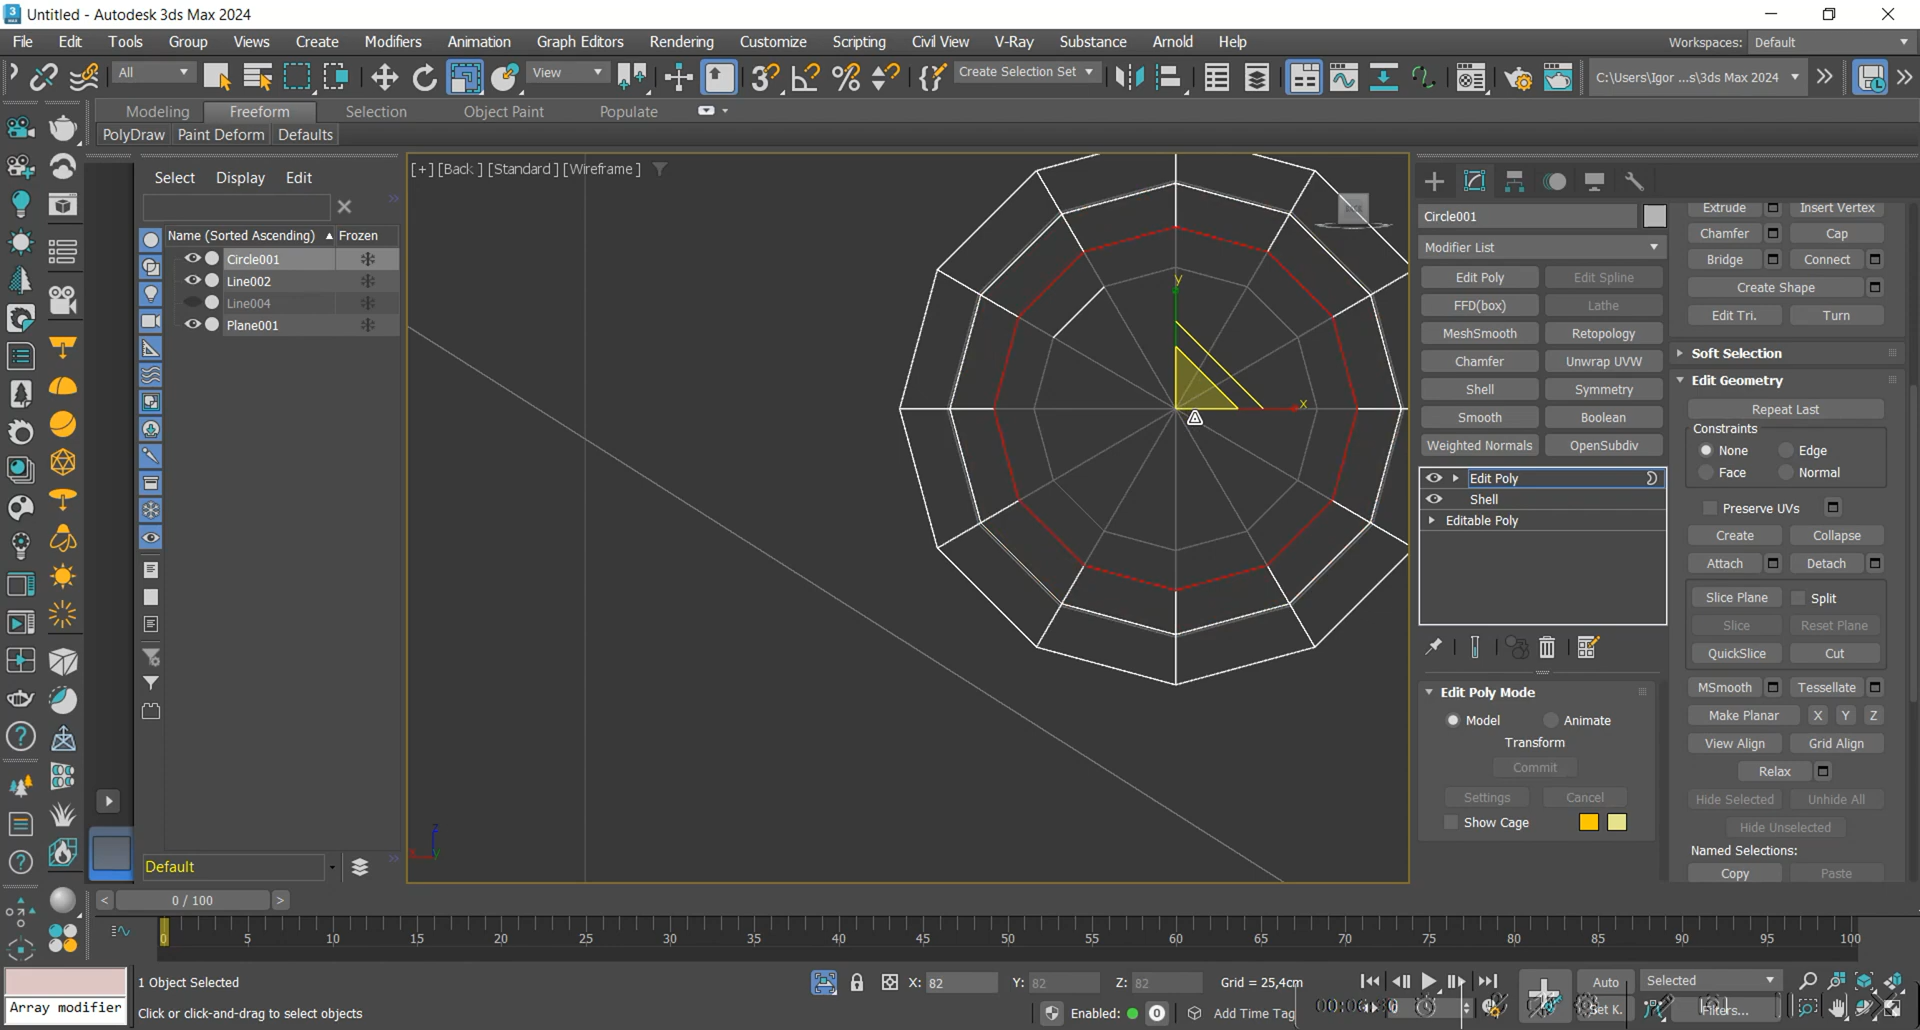 Untitled - Autodesk 3ds Max 2024
File Edit Tools Group Views Create Modifiers Animation Graph Editors Rendering Customize Scripting Civil View V-Ray Substance Arnold Help Workspaces: Default
All View Create Selection Set C:\Users\Igor ...s\3ds Max 2024
Modeling Freeform Selection Object Paint Populate
PolyDraw Paint Deform Defaults
Select Display Edit
Name (Sorted Ascending) Frozen
Circle001
Line002
Line004
Plane001
Default
[+] [Back ] [Standard ] [Wireframe ]
y
x
z
y
Circle001
Modifier List
Edit Poly Edit Spline
FFD(box) Lathe
MeshSmooth Retopology
Chamfer Unwrap UVW
Shell Symmetry
Smooth Boolean
Weighted Normals OpenSubdiv
Edit Poly
Shell
Editable Poly
Edit Poly Mode
Model Animate
Transform
Commit
Settings Cancel
Show Cage
Extrude Insert Vertex
Chamfer Cap
Bridge Connect
Create Shape
Edit Tri. Turn
Soft Selection
Edit Geometry
Repeat Last
Constraints
None Edge
Face Normal
Preserve UVs
Create Collapse
Attach Detach
Slice Plane Split
Slice Reset Plane
QuickSlice Cut
MSmooth Tessellate
Make Planar X Y Z
View Align Grid Align
Relax
Hide Selected Unhide All
Hide Unselected
Named Selections:
Copy Paste
< 0 / 100 >
0 5 10 15 20 25 30 35 40 45 50 55 60 65 70 75 80 85 90 95 100
1 Object Selected X: 82 Y: 82 Z: 82 Grid = 25,4cm Auto Selected
Array modifier Click or click-and-drag to select objects Enabled: 0 Add Time Tag 0 Set K. Filters...